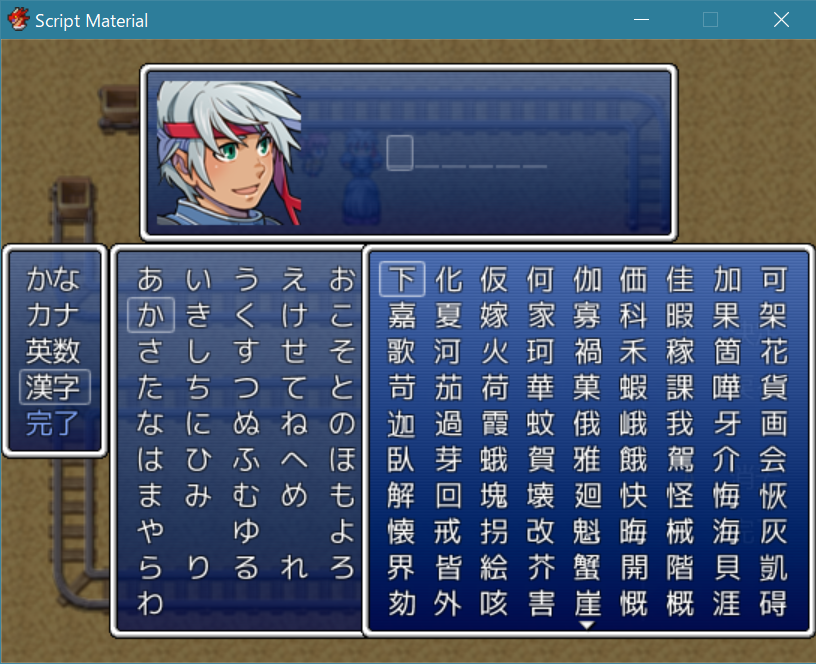 Script Material
かな
カナ
英数
漢字
完了
あ い う え お
か き く け こ
さ し す せ そ
た ち つ て と
な に ぬ ね の
は ひ ふ へ ほ
ま み む め も
や ゆ よ
ら り る れ ろ
わ
下 化 仮 何 伽 価 佳 加 可
嘉 夏 嫁 家 寡 科 暇 果 架
歌 河 火 珂 禍 禾 稼 箇 花
苛 茄 荷 華 菓 蝦 課 嘩 貨
迦 過 霞 蚊 俄 峨 我 牙 画
臥 芽 蛾 賀 雅 餓 駕 介 会
解 回 塊 壊 廻 快 怪 悔 恢
懐 戒 拐 改 魁 晦 械 海 灰
界 皆 絵 芥 蟹 開 階 貝 凱
劾 外 咳 害 崖 慨 概 涯 碍